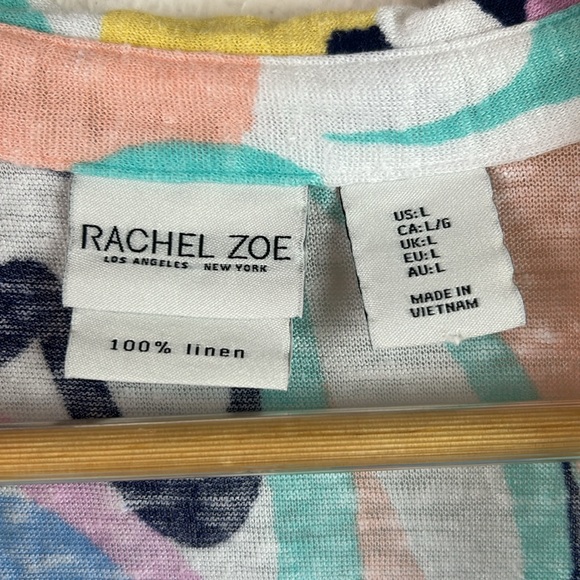 RACHEL ZOE
LOS ANGELES NEW YORK
100% linen
US:L
CA:L/G
UK:L
EU:L
AU:L
MADE IN
VIETNAM